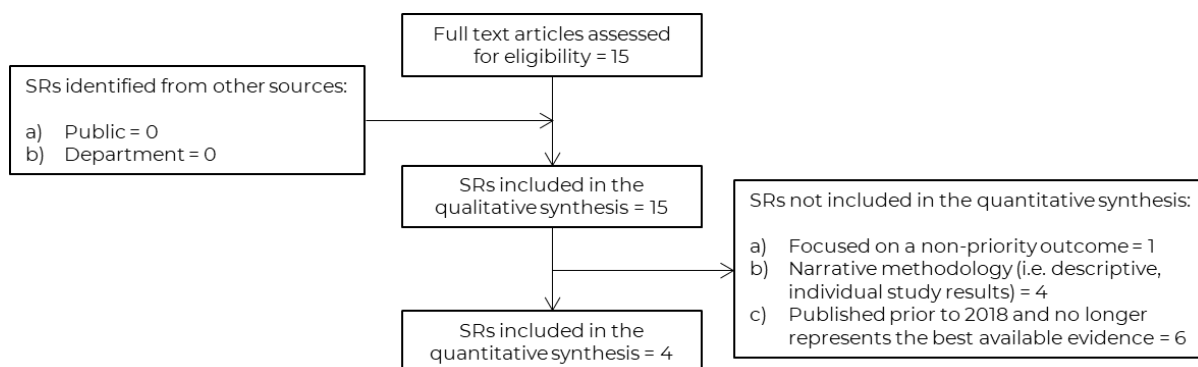 Full text articles assessed
for eligibility = 15
SRs identified from other sources:
a) Public = 0
b) Department = 0
SRs included in the
qualitative synthesis = 15
SRs not included in the quantitative synthesis:
a) Focused on a non-priority outcome = 1
b) Narrative methodology (i.e. descriptive,
individual study results) = 4
c) Published prior to 2018 and no longer
represents the best available evidence = 6
SRs included in the
quantitative synthesis = 4